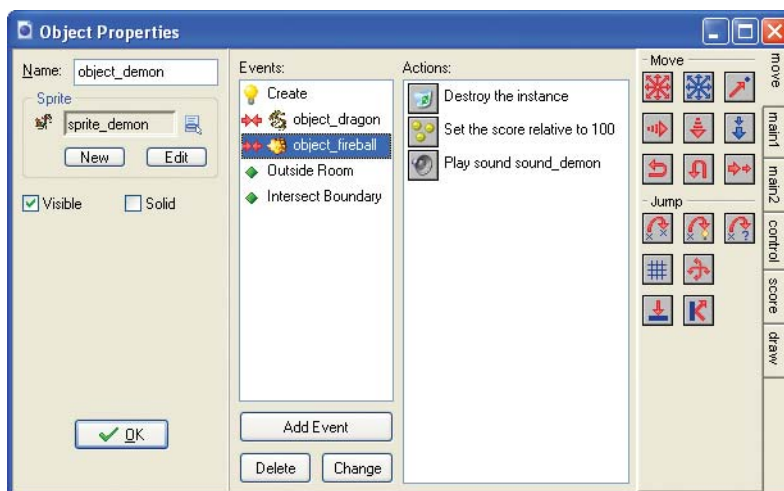 Object Properties
Name: object_demon
Sprite
sprite_demon
New Edit
Visible Solid
OK
Events:
Create
object_dragon
object_fireball
Outside Room
Intersect Boundary
Add Event
Delete Change
Actions:
Destroy the instance
Set the score relative to 100
Play sound sound_demon
Move
Jump
move
main1
main2
control
score
draw